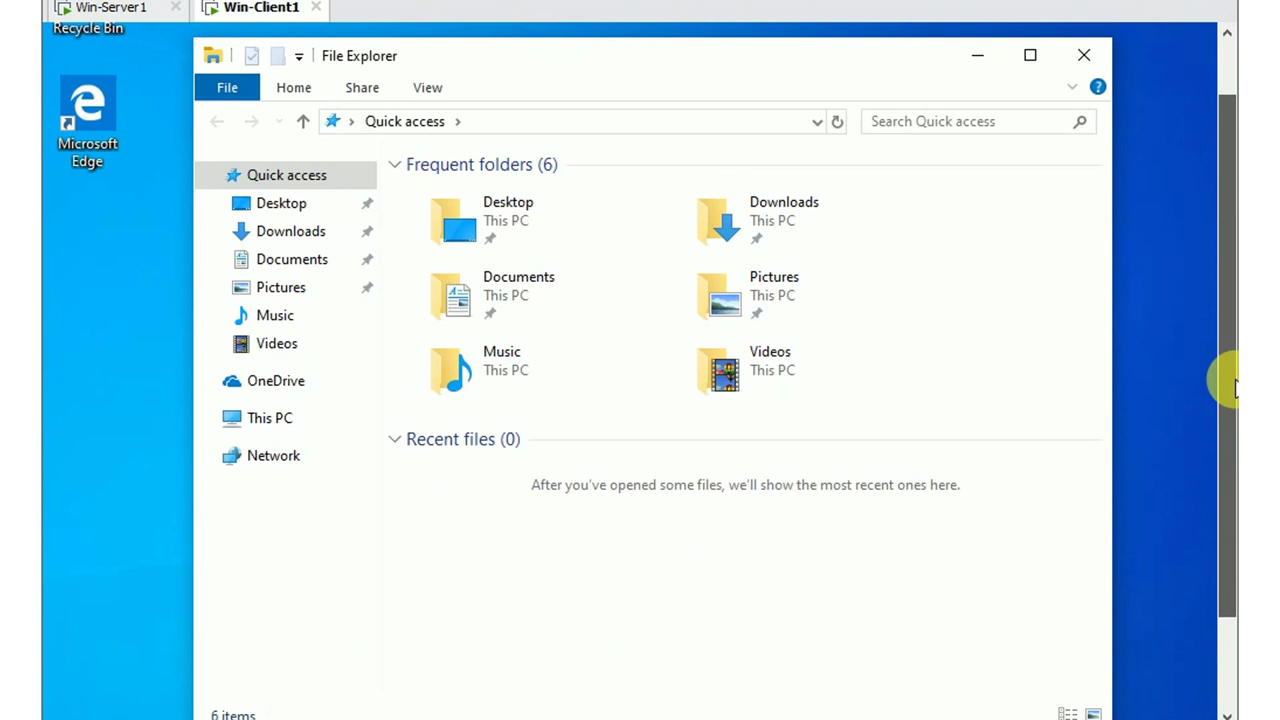 Win-Server1
Win-Client1
Recycle Bin
Microsoft
Edge
File Explorer
File
Home
Share
View
Quick access
Search Quick access
Quick access
Desktop
Downloads
Documents
Pictures
Music
Videos
OneDrive
This PC
Network
Frequent folders (6)
Desktop
This PC
Downloads
This PC
Documents
This PC
Pictures
This PC
Music
This PC
Videos
This PC
Recent files (0)
After you've opened some files, we'll show the most recent ones here.
6 items